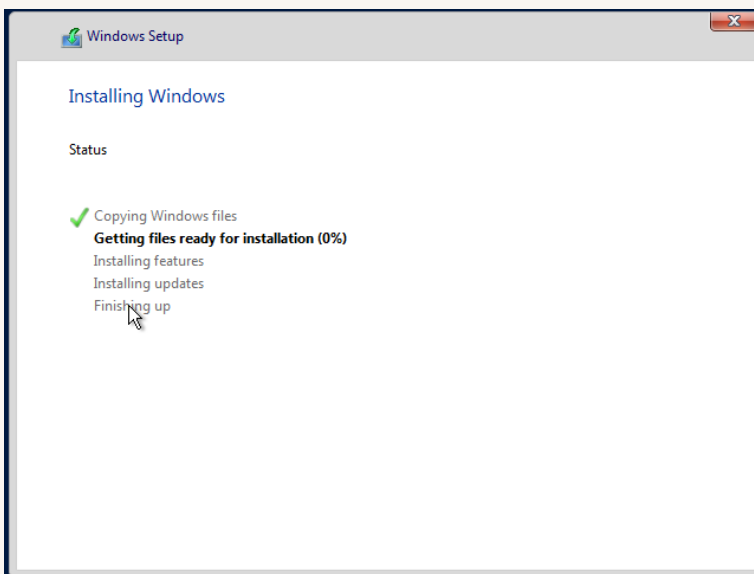 Windows Setup
Installing Windows
Status
Copying Windows files
Getting files ready for installation (0%)
Installing features
Installing updates
Finishing up